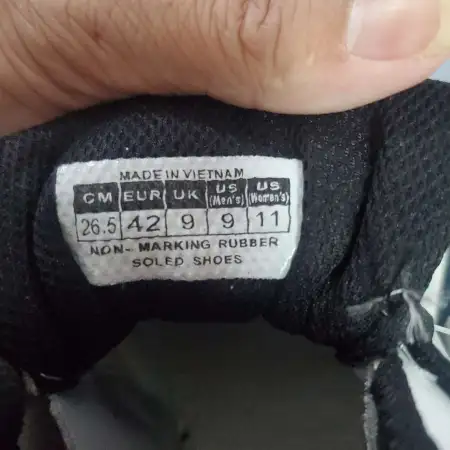 MADE IN VIETNAM
CM EUR UK US (Men's) US (Women's)
26.5 42 9 9 11
NON- MARKING RUBBER
SOLED SHOES